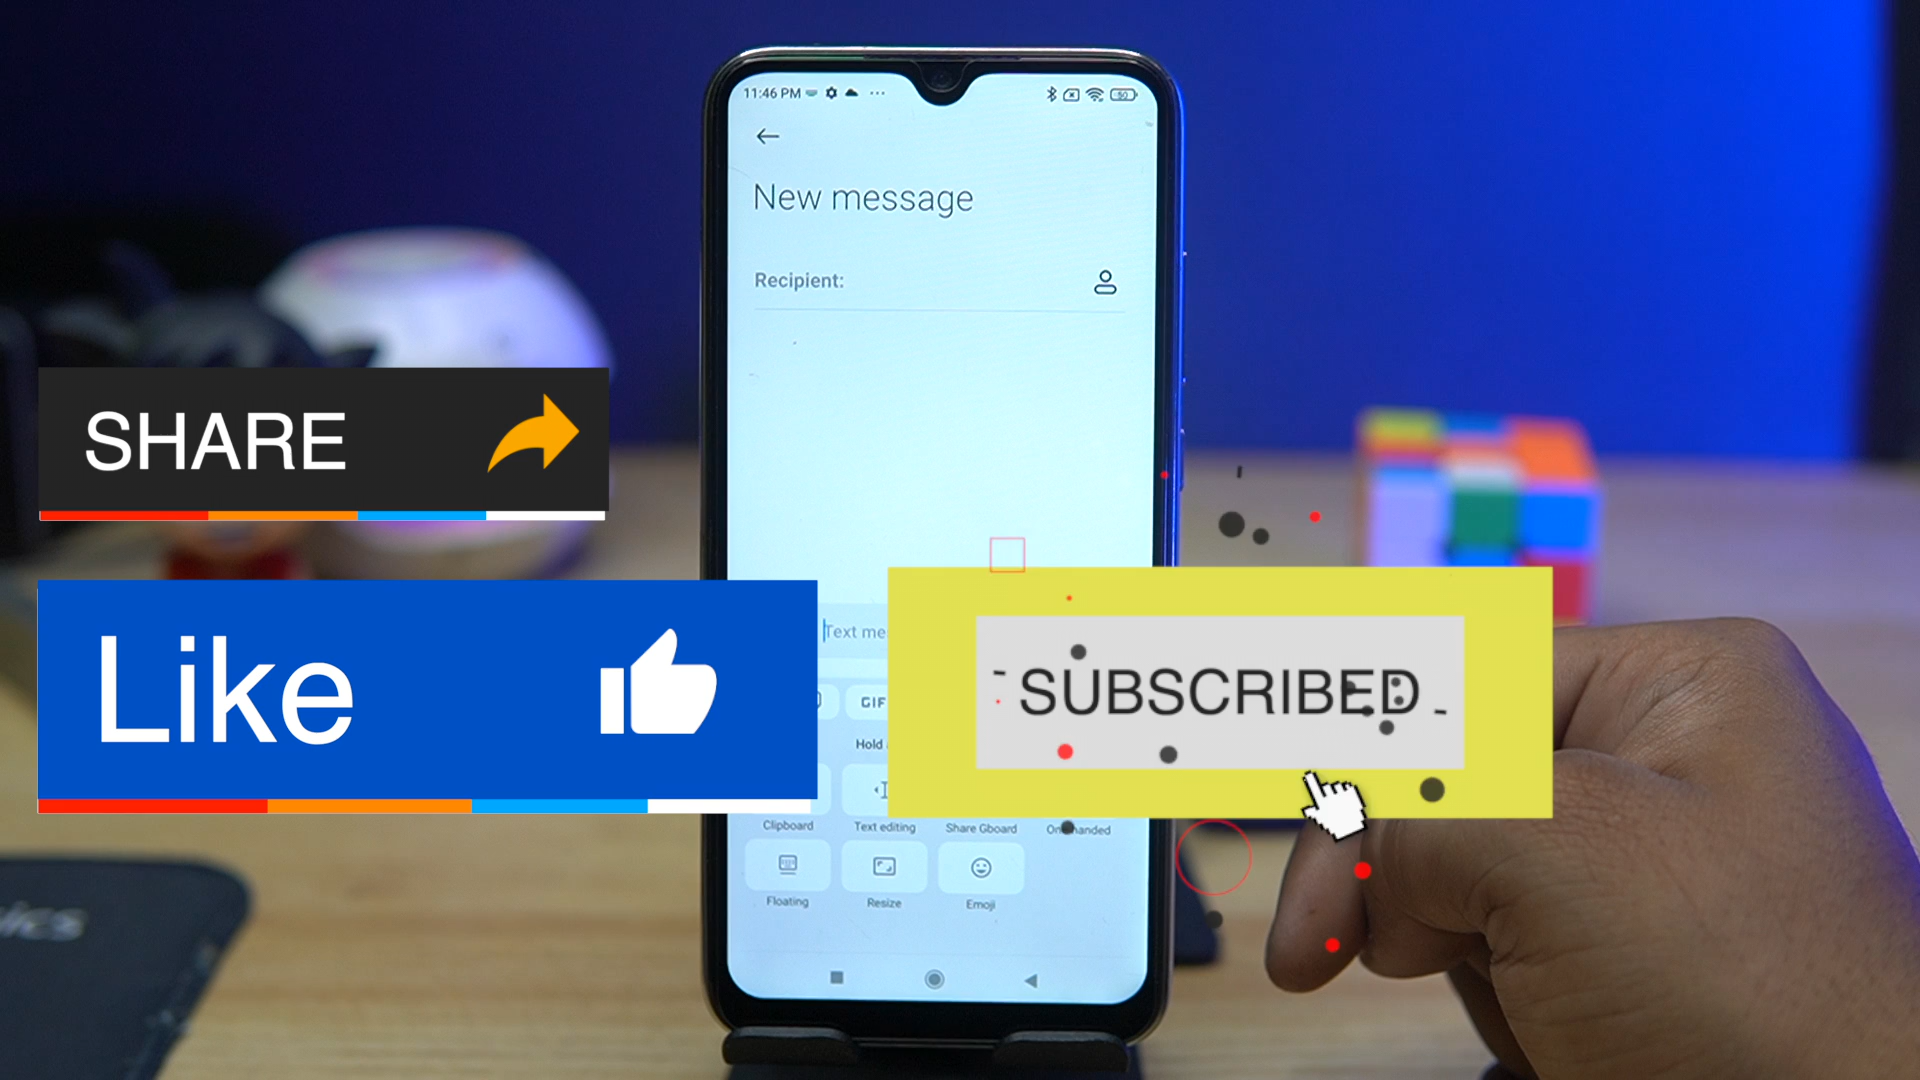 11:46 PM
50
New message
Recipient:
SHARE
Like
Text me
SUBSCRIBED
GIF
Hold
Clipboard
Text editing
Share Gboard
Floating
Resize
Emoji